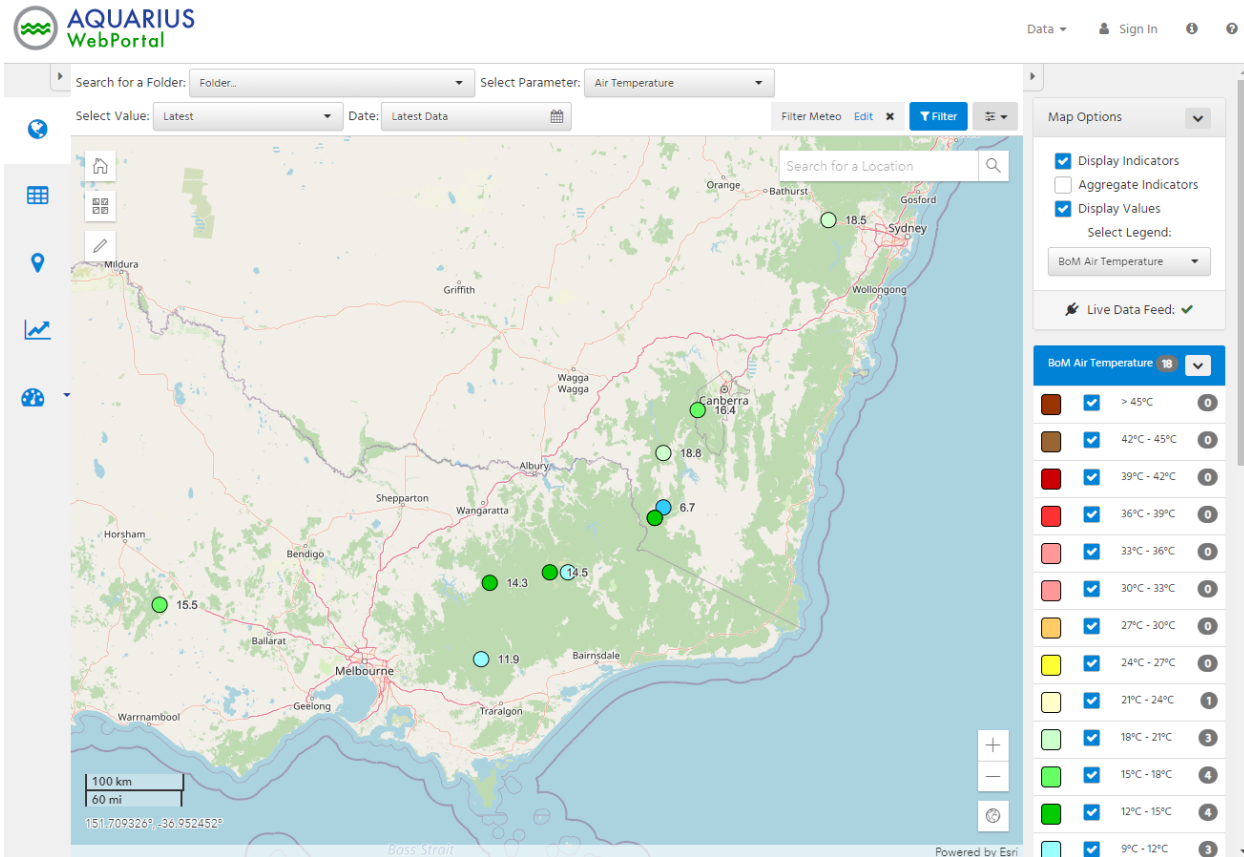 AQUARIUS
WebPortal
Data
Sign In
Search for a Folder: Folder...
Select Parameter: Air Temperature
Select Value: Latest
Date: Latest Data
Filter Meteo Edit
Filter
Search for a Location
Orange
Bathurst
Gosford
18.5
Sydney
Mildura
Griffith
Wollongong
Wagga
Wagga
Canberra
16.4
18.8
Albury
Shepparton
Wangaratta
6.7
Horsham
Bendigo
14.3
14.5
15.5
Ballarat
Bairnsdale
11.9
Melbourne
Geelong
Traralgon
Warrnambool
100 km
60 mi
151.709326°, -36.952452°
Bass Strait
Powered by Esri
Map Options
Display Indicators
Aggregate Indicators
Display Values
Select Legend:
BoM Air Temperature
Live Data Feed:
BoM Air Temperature 18
> 45°C 0
42°C - 45°C 0
39°C - 42°C 0
36°C - 39°C 0
33°C - 36°C 0
30°C - 33°C 0
27°C - 30°C 0
24°C - 27°C 0
21°C - 24°C 1
18°C - 21°C 3
15°C - 18°C 4
12°C - 15°C 4
9°C - 12°C 3